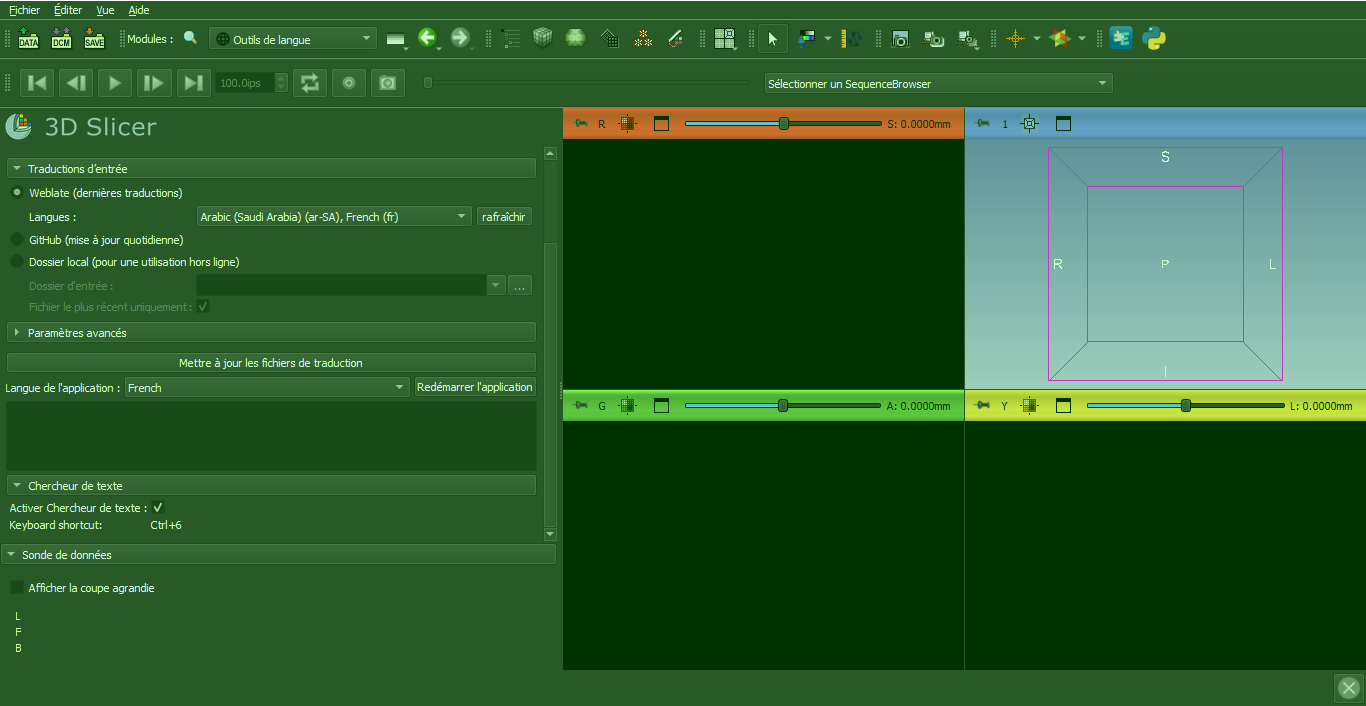 Fichier Éditer Vue Aide
DATA DCM SAVE Modules : Outils de langue
100.0ips Sélectionner un SequenceBrowser
3D Slicer
R S: 0.0000mm
1
Traductions d'entrée
Weblate (dernières traductions)
Langues : Arabic (Saudi Arabia) (ar-SA), French (fr) rafraîchir
GitHub (mise à jour quotidienne)
Dossier local (pour une utilisation hors ligne)
Dossier d'entrée : ...
Fichier le plus récent uniquement :
Paramètres avancés
Mettre à jour les fichiers de traduction
Langue de l'application : French Redémarrer l'application
Chercheur de texte
Activer Chercheur de texte :
Keyboard shortcut: Ctrl+6
Sonde de données
Afficher la coupe agrandie
L
F
B
S
R P L
I
G A: 0.0000mm
Y L: 0.0000mm